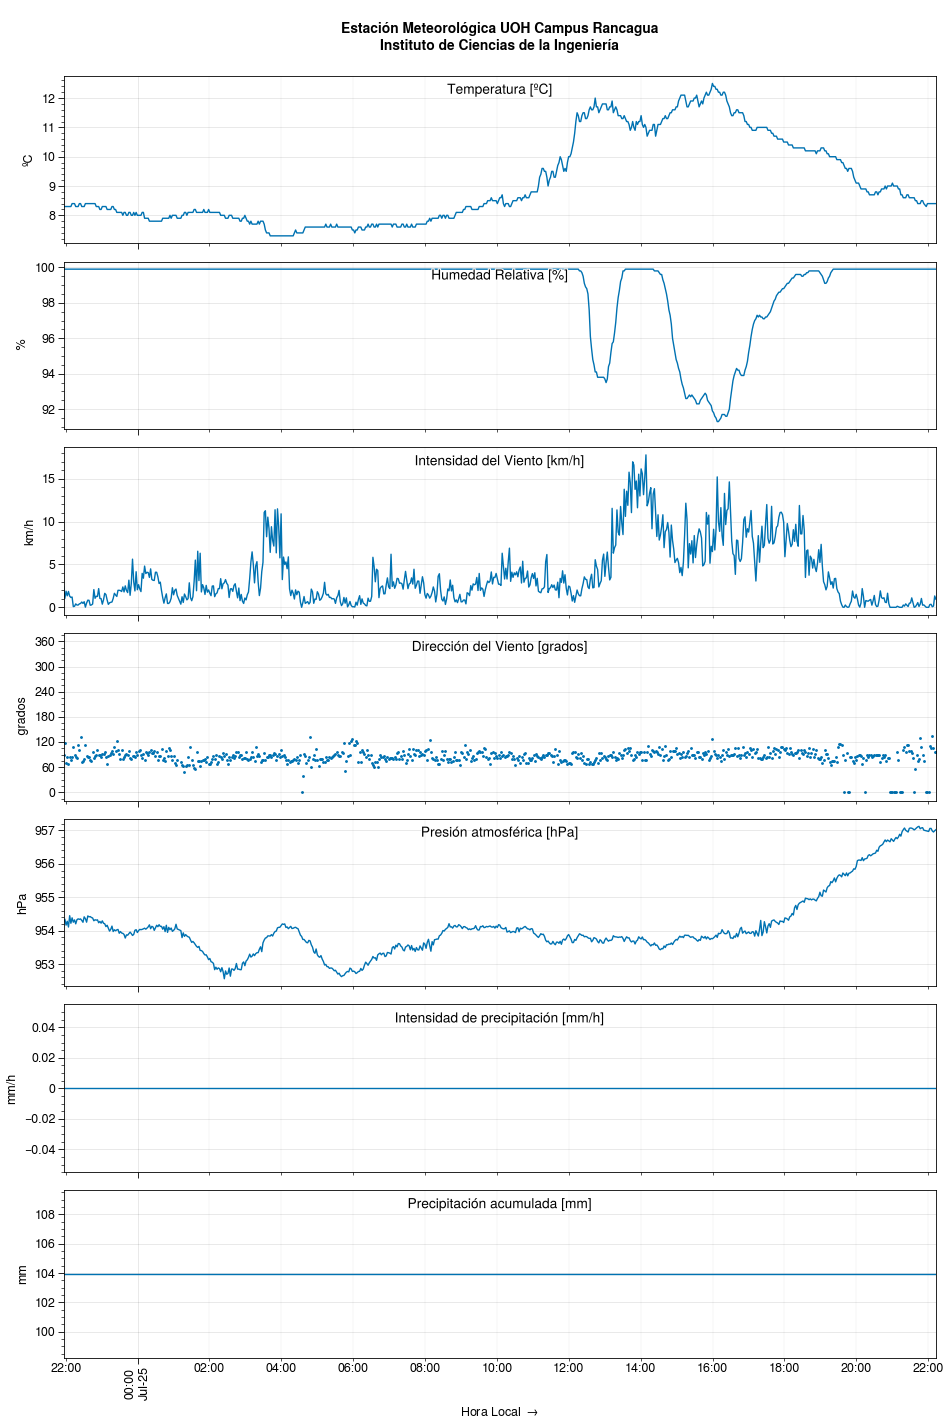 Estación Meteorológica UOH Campus Rancagua
Instituto de Ciencias de la Ingeniería
Temperatura [ºC]
ºC
12
11
10
9
8
Humedad Relativa [%]
%
100
98
96
94
92
Intensidad del Viento [km/h]
km/h
15
10
5
0
Dirección del Viento [grados]
grados
360
300
240
180
120
60
0
Presión atmosférica [hPa]
hPa
957
956
955
954
953
Intensidad de precipitación [mm/h]
mm/h
0.04
0.02
0
−0.02
−0.04
Precipitación acumulada [mm]
mm
108
106
104
102
100
22:00 00:00 02:00 04:00 06:00 08:00 10:00 12:00 14:00 16:00 18:00 20:00 22:00
Jul-25
Hora Local →